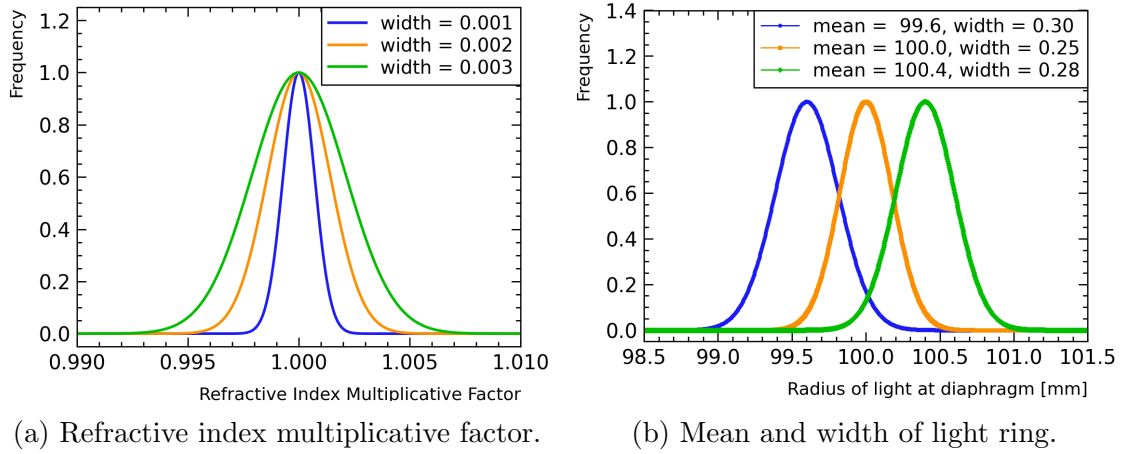 Frequency
1.2
1.0
0.8
0.6
0.4
0.2
0.0
width = 0.001
width = 0.002
width = 0.003
0.990 0.995 1.000 1.005 1.010
Refractive Index Multiplicative Factor
(a) Refractive index multiplicative factor.
Frequency
1.4
1.2
1.0
0.8
0.6
0.4
0.2
0.0
mean = 99.6, width = 0.30
mean = 100.0, width = 0.25
mean = 100.4, width = 0.28
98.5 99.0 99.5 100.0 100.5 101.0 101.5
Radius of light at diaphragm [mm]
(b) Mean and width of light ring.